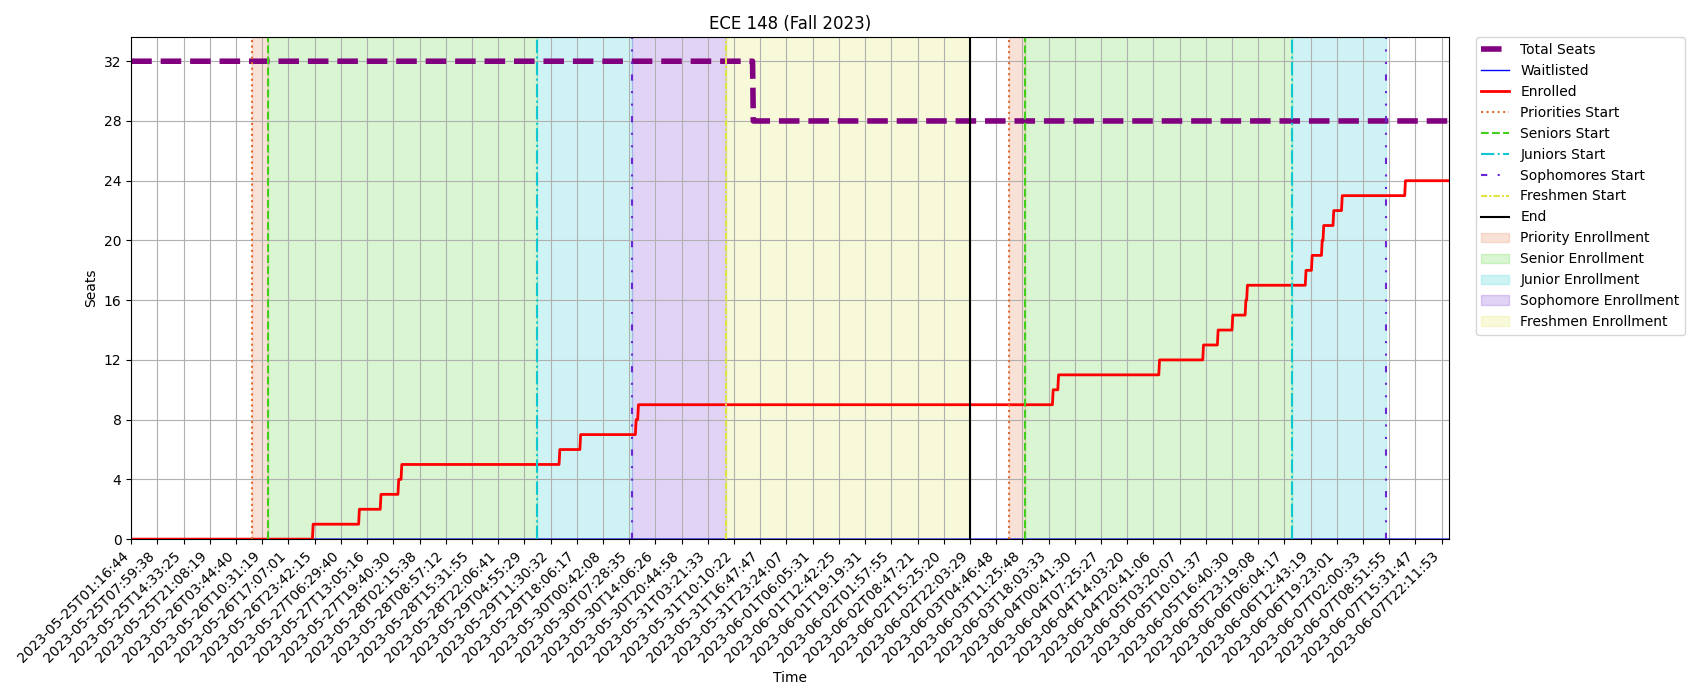 ECE 148 (Fall 2023)
Seats
32
28
24
20
16
12
8
4
0
2023-05-25T01:16:44
2023-05-25T07:59:38
2023-05-25T14:33:25
2023-05-25T21:08:19
2023-05-26T03:44:40
2023-05-26T10:31:19
2023-05-26T17:07:01
2023-05-26T23:42:15
2023-05-27T06:29:40
2023-05-27T13:05:16
2023-05-27T19:40:30
2023-05-28T02:15:38
2023-05-28T08:57:12
2023-05-28T15:31:55
2023-05-28T22:06:41
2023-05-29T04:55:29
2023-05-29T11:30:32
2023-05-29T18:06:17
2023-05-30T00:42:08
2023-05-30T07:28:35
2023-05-30T14:06:26
2023-05-30T20:44:58
2023-05-31T03:21:33
2023-05-31T10:10:22
2023-05-31T16:47:47
2023-05-31T23:24:07
2023-06-01T06:05:31
2023-06-01T12:42:25
2023-06-01T19:19:31
2023-06-02T01:57:55
2023-06-02T08:47:21
2023-06-02T15:25:20
2023-06-02T22:03:29
2023-06-03T04:46:48
2023-06-03T11:25:48
2023-06-03T18:03:33
2023-06-04T00:41:30
2023-06-04T07:25:27
2023-06-04T14:03:20
2023-06-04T20:41:06
2023-06-05T03:20:07
2023-06-05T10:01:37
2023-06-05T16:40:30
2023-06-05T23:19:08
2023-06-06T06:04:17
2023-06-06T12:43:19
2023-06-06T19:23:01
2023-06-07T02:00:33
2023-06-07T08:51:55
2023-06-07T15:31:47
2023-06-07T22:11:53
Time
Total Seats
Waitlisted
Enrolled
Priorities Start
Seniors Start
Juniors Start
Sophomores Start
Freshmen Start
End
Priority Enrollment
Senior Enrollment
Junior Enrollment
Sophomore Enrollment
Freshmen Enrollment